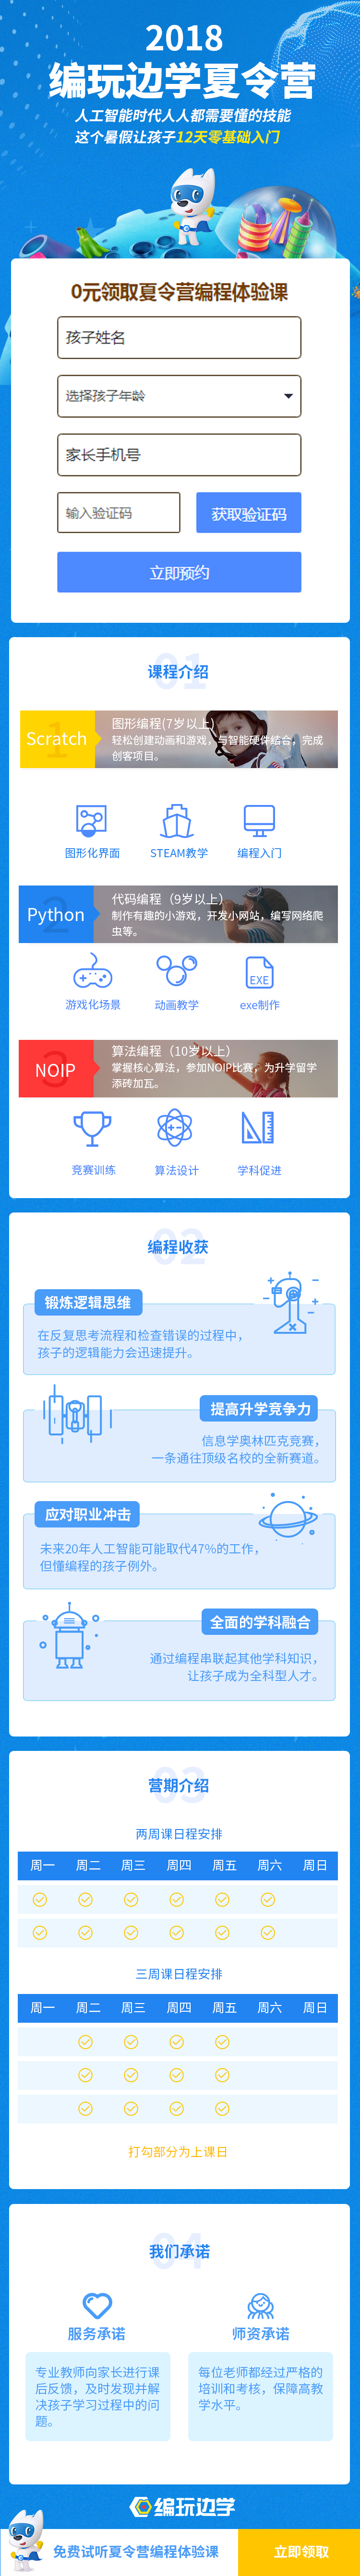 2018
编玩边学夏令营
人工智能时代人人都需要懂的技能
这个暑假让孩子12天零基础入门
0元领取夏令营编程体验课
孩子姓名
选择孩子年龄
家长手机号
输入验证码
获取验证码
立即预约
01
课程介绍
1
Scratch
图形编程(7岁以上)
轻松创建动画和游戏，与智能硬件结合，完成
创客项目。
图形化界面
STEAM教学
编程入门
2
Python
代码编程（9岁以上）
制作有趣的小游戏，开发小网站，编写网络爬
虫等。
EXE
游戏化场景
动画教学
exe制作
3
NOIP
算法编程（10岁以上）
掌握核心算法，参加NOIP比赛，为升学留学
添砖加瓦。
竞赛训练
算法设计
学科促进
02
编程收获
锻炼逻辑思维
在反复思考流程和检查错误的过程中，
孩子的逻辑能力会迅速提升。
提高升学竞争力
信息学奥林匹克竞赛，
一条通往顶级名校的全新赛道。
应对职业冲击
未来20年人工智能可能取代47%的工作，
但懂编程的孩子例外。
全面的学科融合
通过编程串联起其他学科知识，
让孩子成为全科型人才。
03
营期介绍
两周课日程安排
周一 周二 周三 周四 周五 周六 周日
三周课日程安排
周一 周二 周三 周四 周五 周六 周日
打勾部分为上课日
04
我们承诺
服务承诺
专业教师向家长进行课
后反馈，及时发现并解
决孩子学习过程中的问
题。
师资承诺
每位老师都经过严格的
培训和考核，保障高教
学水平。
编玩边学
免费试听夏令营编程体验课
立即领取